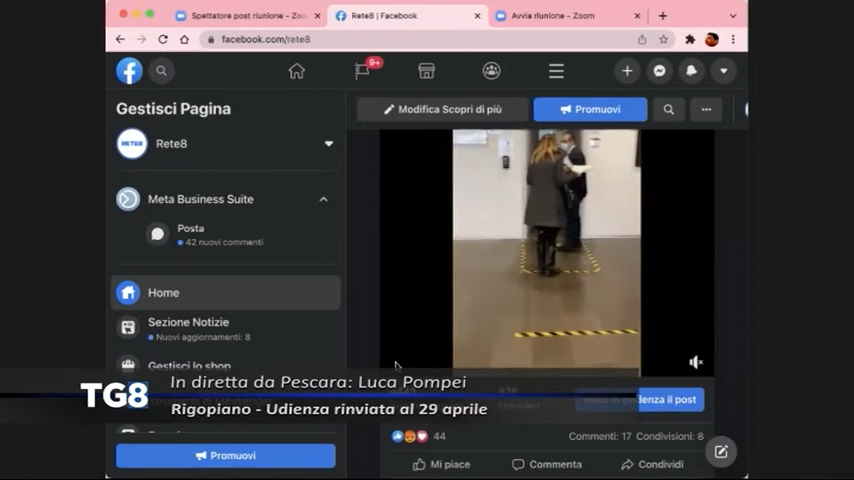 Spettatore post riunione - Zoo
Rete8 | Facebook
Avvia riunione - Zoom
facebook.com/rete8
9+
Gestisci Pagina
Modifica Scopri di più
Promuovi
RETE8
Rete8
Meta Business Suite
Posta
42 nuovi commenti
Home
Sezione Notizie
Nuovi aggiornamenti: 8
Gestisci lo shop
TG8
In diretta da Pescara: Luca Pompei
Rigopiano - Udienza rinviata al 29 aprile
denza il post
44
Commenti: 17 Condivisioni: 8
Promuovi
Mi piace
Commenta
Condividi